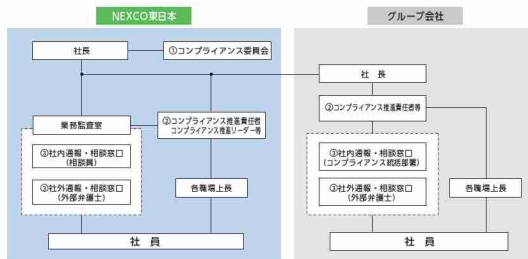 NEXCO東日本
社長
①コンプライアンス委員会
業務監査室
②コンプライアンス推進責任者
コンプライアンス推進リーダー等
③社内通報・相談窓口
(相談員)
③社外通報・相談窓口
(外部弁護士)
各職場上長
社員
グループ会社
社長
②コンプライアンス推進責任者等
③社内通報・相談窓口
(コンプライアンス統括部署)
③社外通報・相談窓口
(外部弁護士)
各職場上長
社員